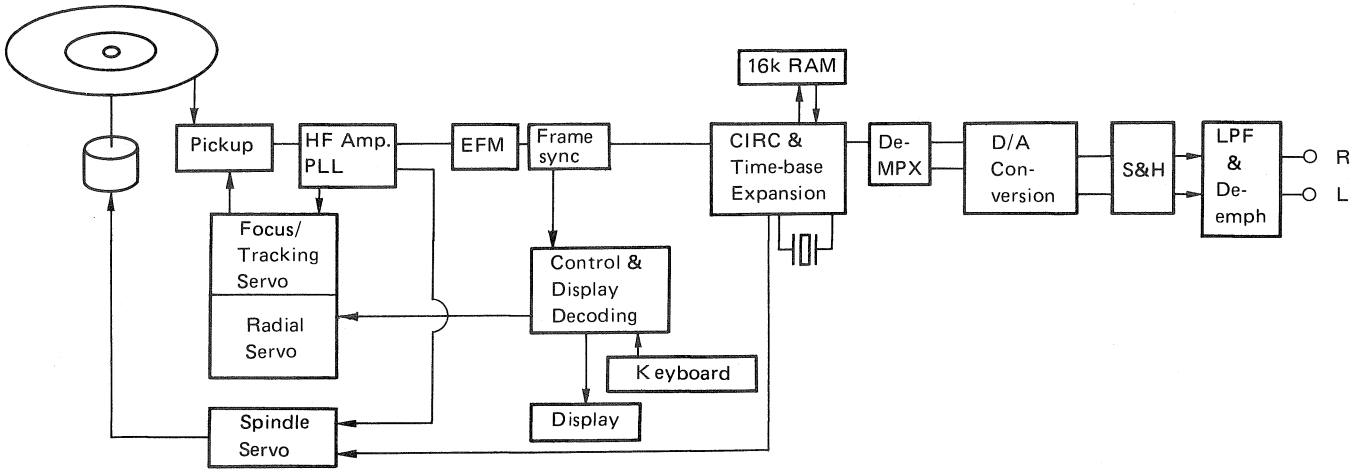 16k RAM
Pickup
HF Amp.
PLL
EFM
Frame
sync
CIRC &
Time-base
Expansion
De-
MPX
D/A
Con-
version
S&H
LPF
&
De-
emph
R
L
Focus/
Tracking
Servo
Radial
Servo
Control &
Display
Decoding
Keyboard
Display
Spindle
Servo